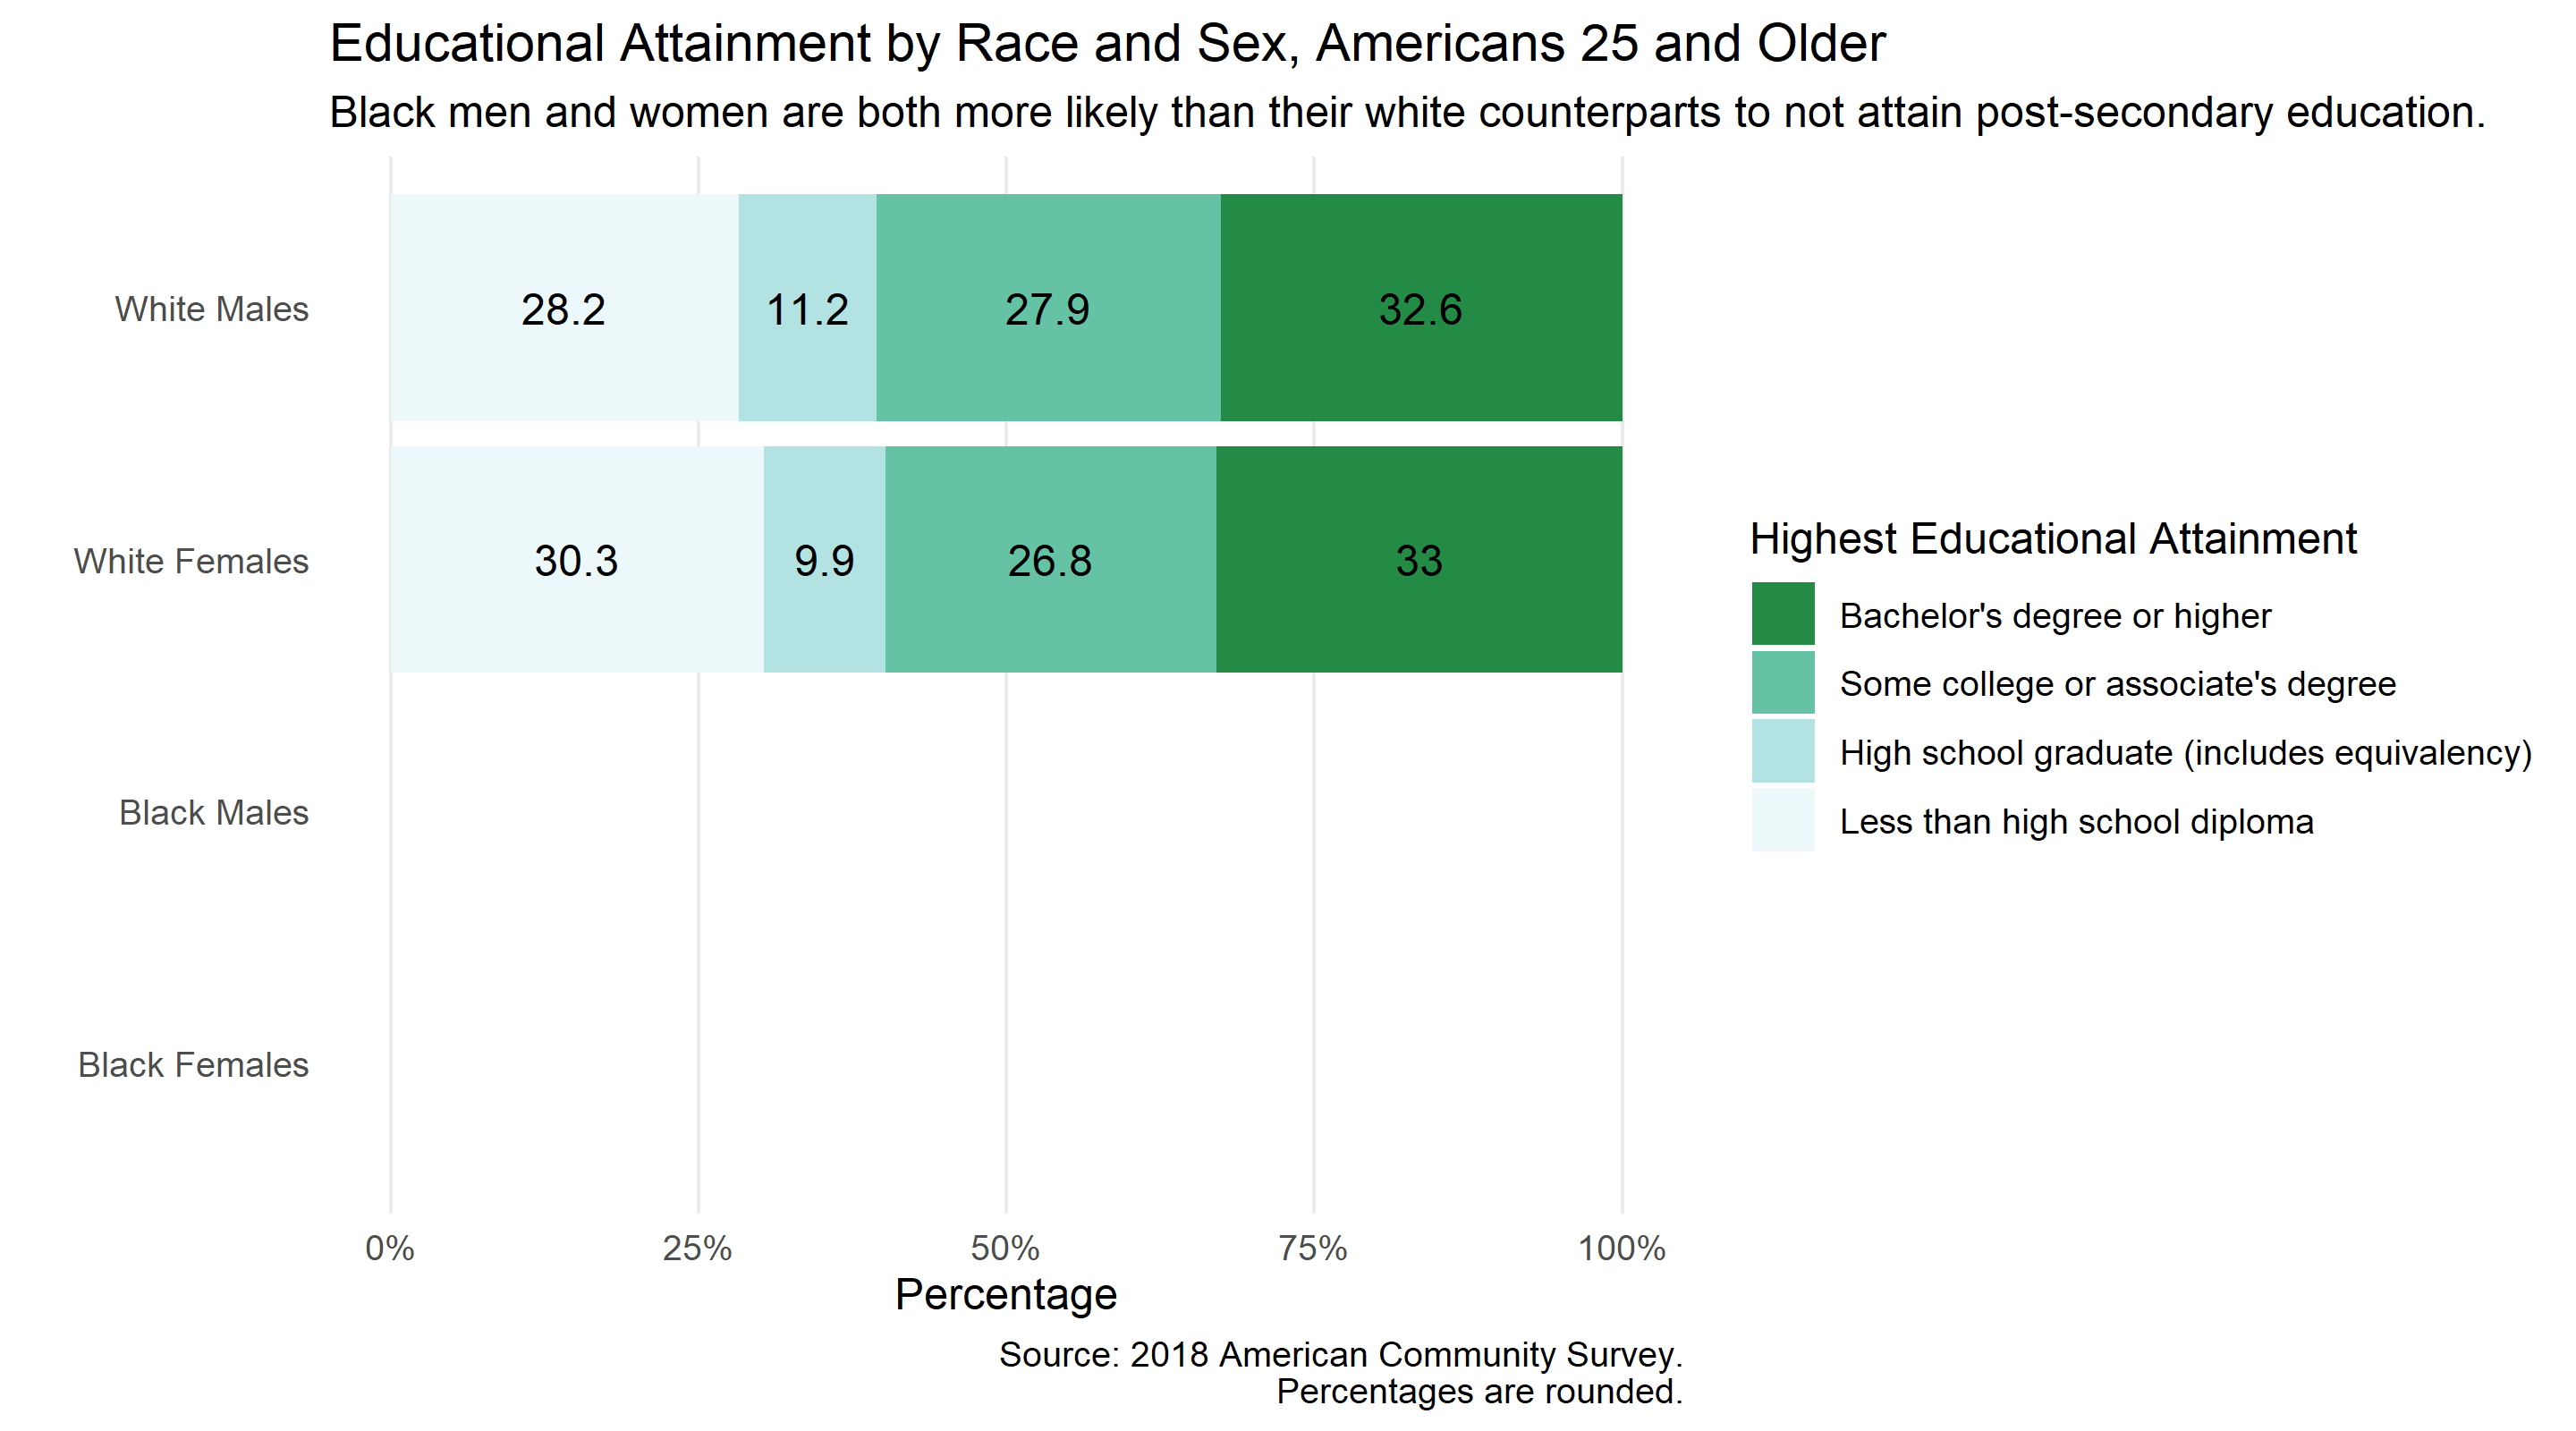 Educational Attainment by Race and Sex, Americans 25 and Older
Black men and women are both more likely than their white counterparts to not attain post-secondary education.
White Males
28.2
11.2
27.9
32.6
White Females
30.3
9.9
26.8
33
Black Males
Black Females
0%
25%
50%
75%
100%
Percentage
Highest Educational Attainment
Bachelor's degree or higher
Some college or associate's degree
High school graduate (includes equivalency)
Less than high school diploma
Source: 2018 American Community Survey.
Percentages are rounded.